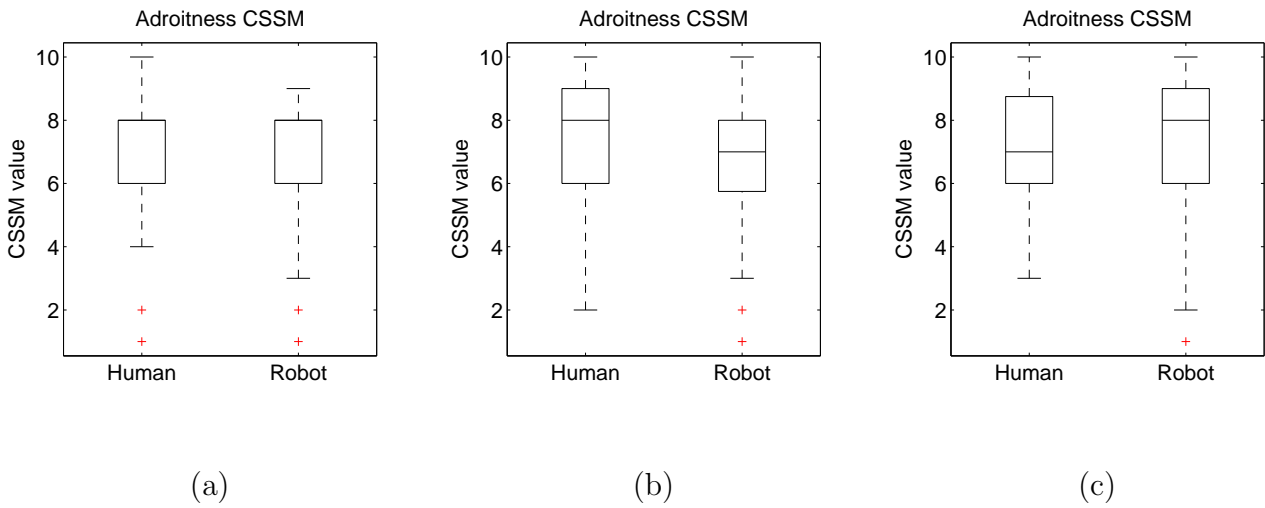 Adroitness CSSM
CSSM value
10
8
6
4
2
Human Robot
(a)
Adroitness CSSM
CSSM value
10
8
6
4
2
Human Robot
(b)
Adroitness CSSM
CSSM value
10
8
6
4
2
Human Robot
(c)